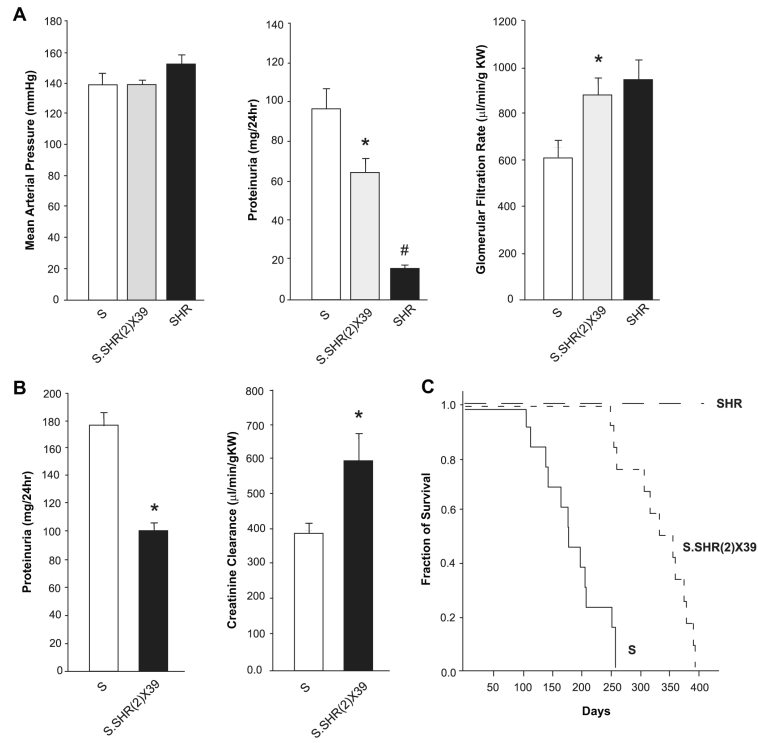 A
Mean Arterial Pressure (mmHg)
180
160
140
120
100
80
60
40
20
0
S
S.SHR(2)X39
SHR
Proteinuria (mg/24hr)
140
120
100
80
60
40
20
0
*
#
S
S.SHR(2)X39
SHR
Glomerular Filtration Rate (µl/min/g KW)
1200
1000
800
600
400
200
0
*
S
S.SHR(2)X39
SHR
B
Proteinuria (mg/24hr)
200
180
160
140
120
100
80
60
40
20
0
*
S
S.SHR(2)X39
Creatinine Clearance (µl/min/gKW)
800
700
600
500
400
300
200
100
0.0
*
S
S.SHR(2)X39
C
Fraction of Survival
1.0
0.8
0.6
0.4
0.2
0.0
SHR
S.SHR(2)X39
S
50 100 150 200 250 300 350 400
Days